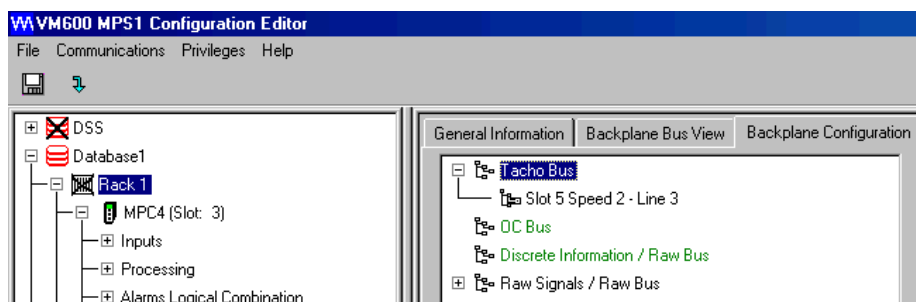 VM600 MPS1 Configuration Editor
File Communications Privileges Help
DSS
Database1
Rack 1
MPC4 (Slot: 3)
Inputs
Processing
Alarms Logical Combination
General Information Backplane Bus View Backplane Configuration
Tacho Bus
Slot 5 Speed 2 - Line 3
OC Bus
Discrete Information / Raw Bus
Raw Signals / Raw Bus